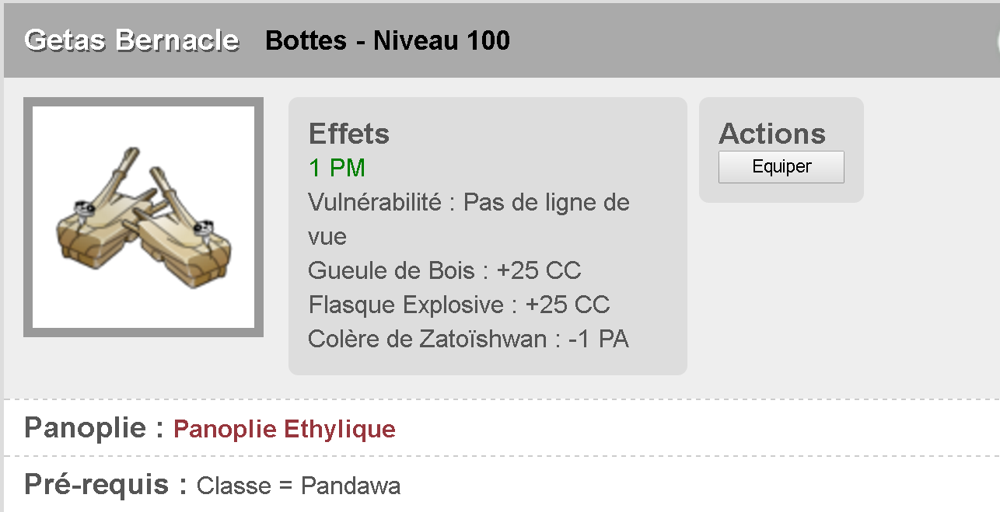 Getas Bernacle Bottes - Niveau 100
Effets
1 PM
Vulnérabilité : Pas de ligne de
vue
Gueule de Bois : +25 CC
Flasque Explosive : +25 CC
Colère de Zatoïshwan : -1 PA
Actions
Equiper
Panoplie : Panoplie Ethylique
Pré-requis : Classe = Pandawa